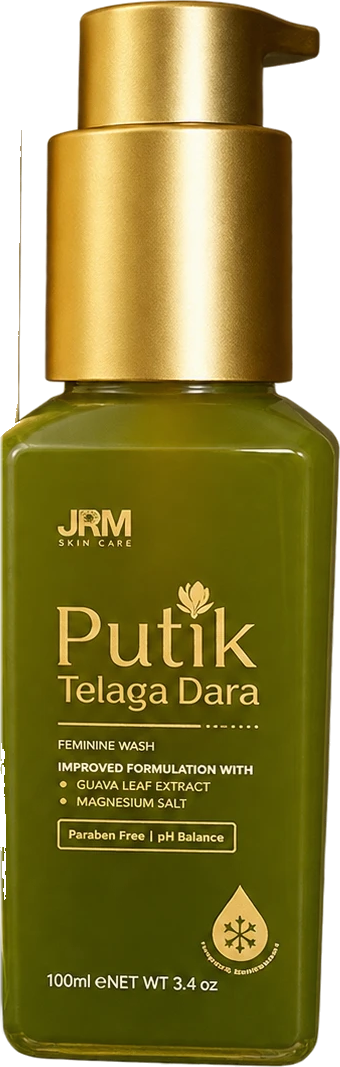 JRM
SKIN CARE
Putik
Telaga Dara
FEMININE WASH
IMPROVED FORMULATION WITH
• GUAVA LEAF EXTRACT
• MAGNESIUM SALT
Paraben Free | pH Balance
100ml eNET WT 3.4 oz